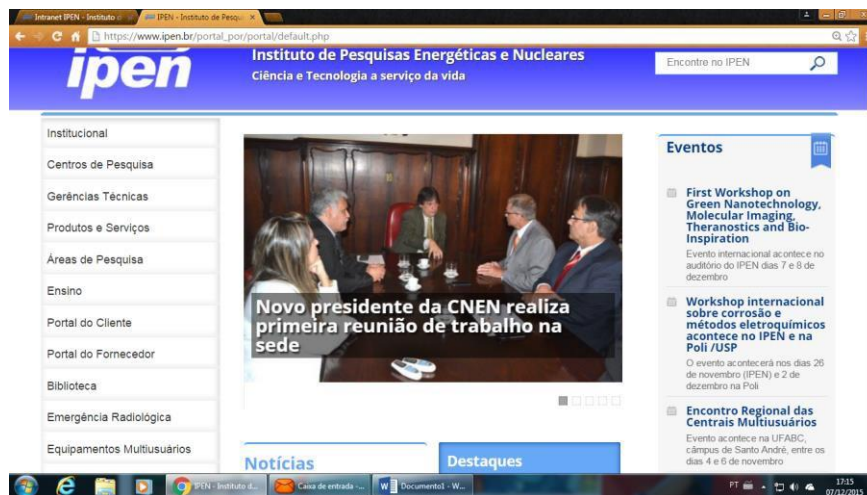 Intranet IPEN - Instituto
IPEN - Instituto de Pesqu
https://www.ipen.br/portal_por/portal/default.php
ipen
Instituto de Pesquisas Energéticas e Nucleares
Ciência e Tecnologia a serviço da vida
Encontre no IPEN
Institucional
Centros de Pesquisa
Gerências Técnicas
Produtos e Serviços
Áreas de Pesquisa
Ensino
Portal do Cliente
Portal do Fornecedor
Biblioteca
Emergência Radiológica
Equipamentos Multiusuários
Novo presidente da CNEN realiza
primeira reunião de trabalho na
sede
Notícias
Destaques
Eventos
First Workshop on
Green Nanotechnology,
Molecular Imaging,
Theranostics and Bio-
Inspiration
Evento internacional acontece no
auditório do IPEN dias 7 e 8 de
dezembro
Workshop internacional
sobre corrosão e
métodos eletroquímicos
acontece no IPEN e na
Poli /USP
O evento acontecerá nos dias 26
de novembro (IPEN) e 2 de
dezembro na Poli
Encontro Regional das
Centrais Multiusuários
Evento acontece na UFABC,
câmpus de Santo André, entre os
dias 4 e 6 de novembro
IPEN - Instituto d...
Caixa de entrada -...
W Documento1 - W...
PT
17:15
07/12/2015